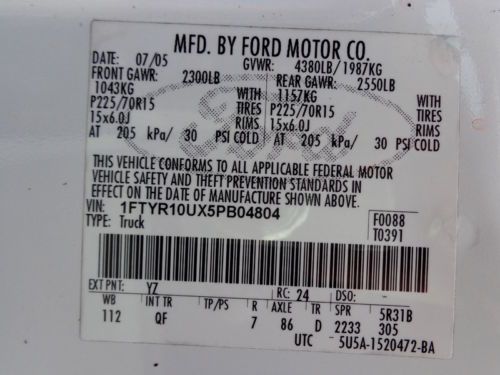 MFD. BY FORD MOTOR CO.
DATE: 07/05 GVWR: 4380LB/1987KG
FRONT GAWR: 2300LB REAR GAWR: 2550LB
1043KG WITH 1157KG WITH
P225/70R15 TIRES P225/70R15 TIRES
15x6.0J RIMS 15x6.0J RIMS
AT 205 kPa/ 30 PSI COLD AT 205 kPa/ 30 PSI COLD
Ford
THIS VEHICLE CONFORMS TO ALL APPLICABLE FEDERAL MOTOR
VEHICLE SAFETY AND THEFT PREVENTION STANDARDS IN
EFFECT ON THE DATE OF MANUFACTURE SHOWN ABOVE.
VIN: 1FTYR10UX5PB04804 F0088
TYPE: Truck T0391
EXT PNT: YZ RC: 24 DSO: -
WB INT TR TP/PS R AXLE TR SPR 5R31B
112 QF 7 86 D 2233 305
UTC 5U5A-1520472-BA